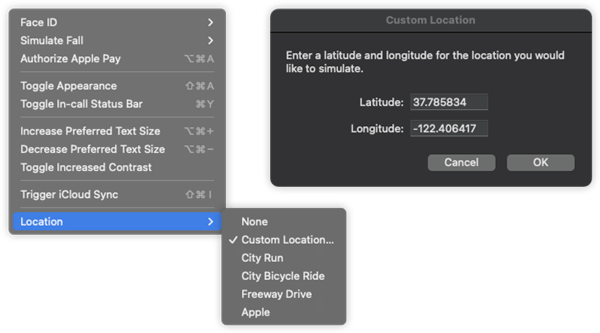 Face ID
Simulate Fall
Authorize Apple Pay ⌥⌘A
Toggle Appearance ⇧⌘A
Toggle In-call Status Bar ⌘Y
Increase Preferred Text Size ⌥⌘+
Decrease Preferred Text Size ⌥⌘−
Toggle Increased Contrast
Trigger iCloud Sync ⇧⌘I
Location
None
✓ Custom Location...
City Run
City Bicycle Ride
Freeway Drive
Apple
Custom Location
Enter a latitude and longitude for the location you would
like to simulate.
Latitude: 37.785834
Longitude: -122.406417
Cancel OK